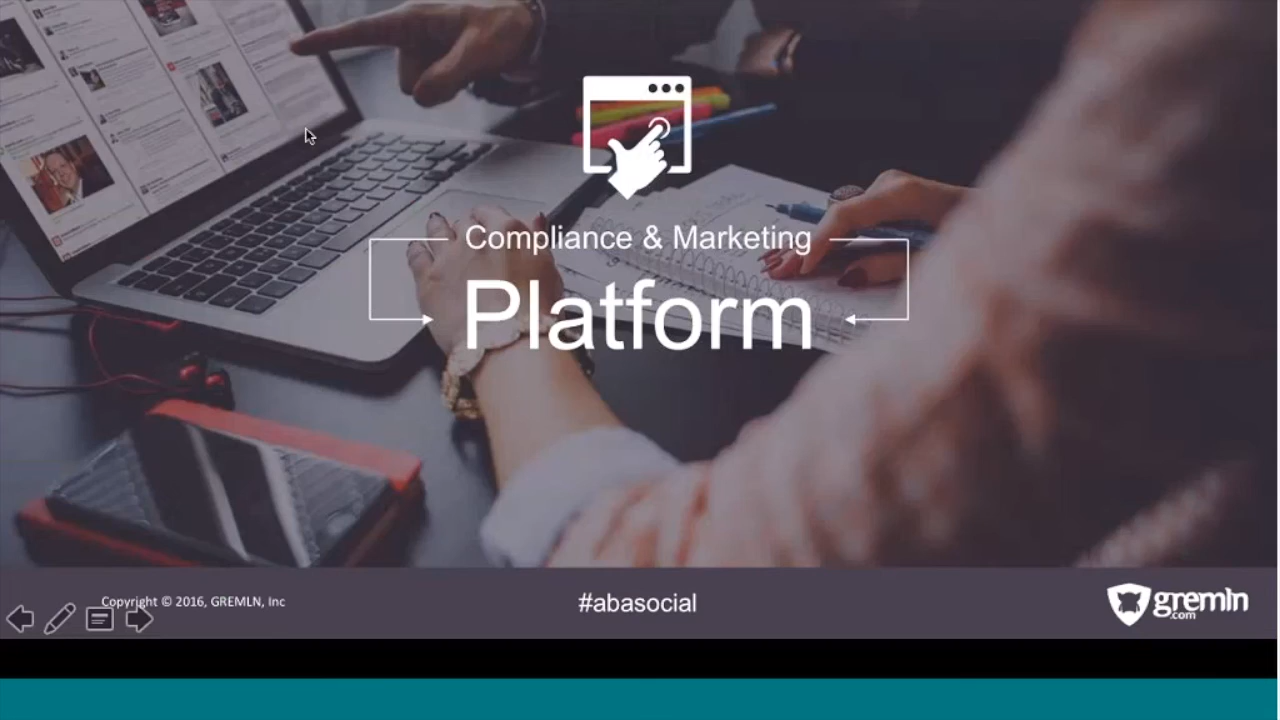 Compliance & Marketing
Platform
Copyright © 2016, GREMLN, Inc
#abasocial
gremln
.com